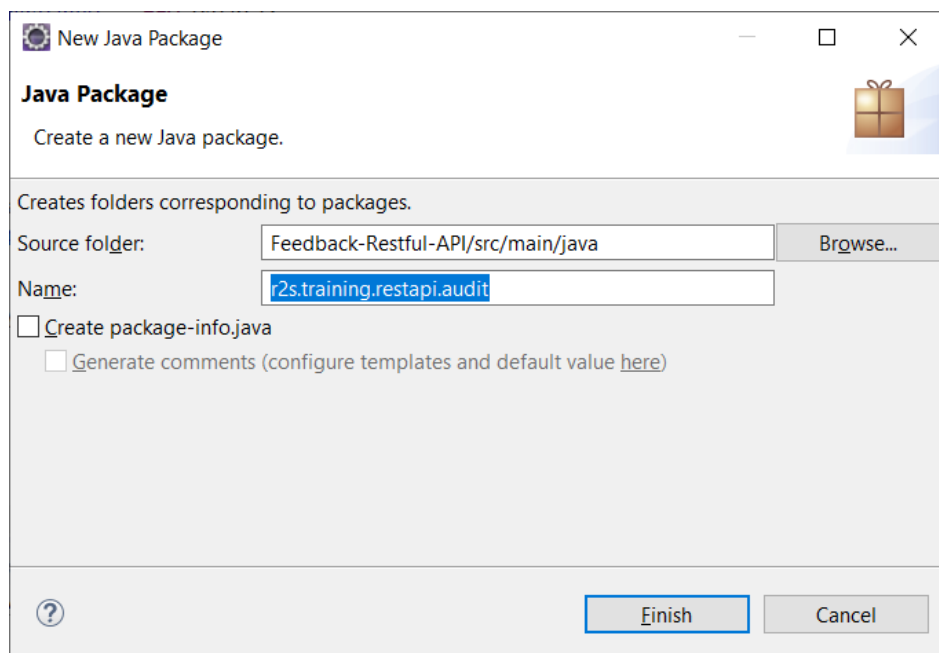 New Java Package
Java Package
Create a new Java package.
Creates folders corresponding to packages.
Source folder: Feedback-Restful-API/src/main/java Browse...
Name: r2s.training.restapi.audit
Create package-info.java
Generate comments (configure templates and default value here)
? Finish Cancel